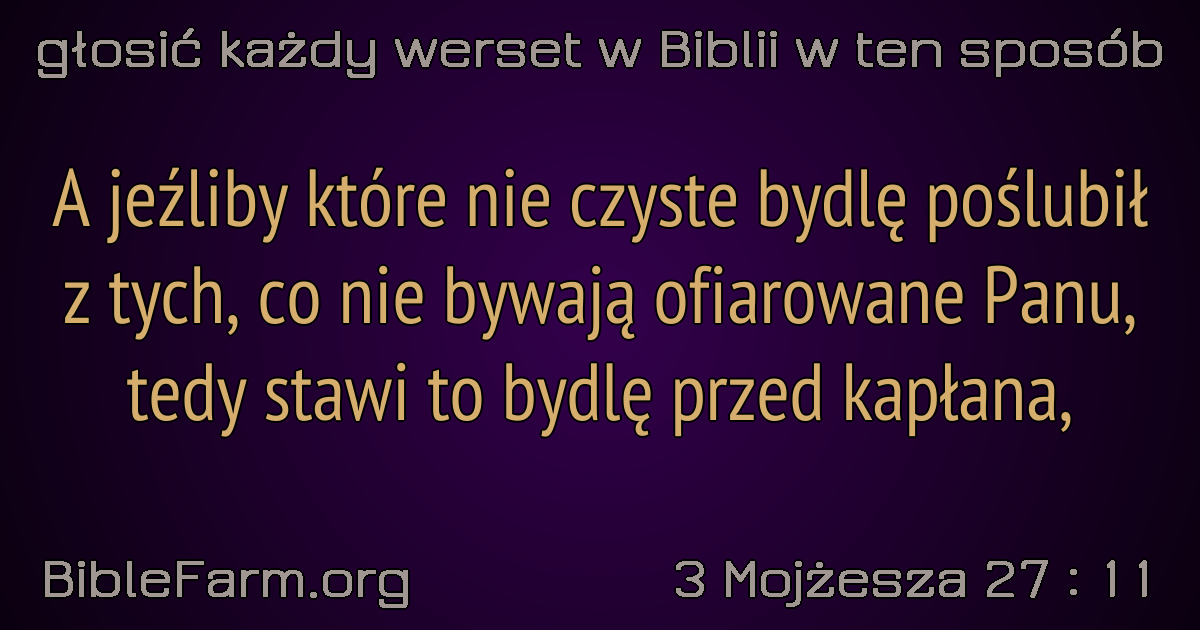 głosić każdy werset w Biblii w ten sposób
A jeźliby które nie czyste bydlę poślubił
z tych, co nie bywają ofiarowane Panu,
tedy stawi to bydlę przed kapłana,
BibleFarm.org
3 Mojżesza 27 : 11